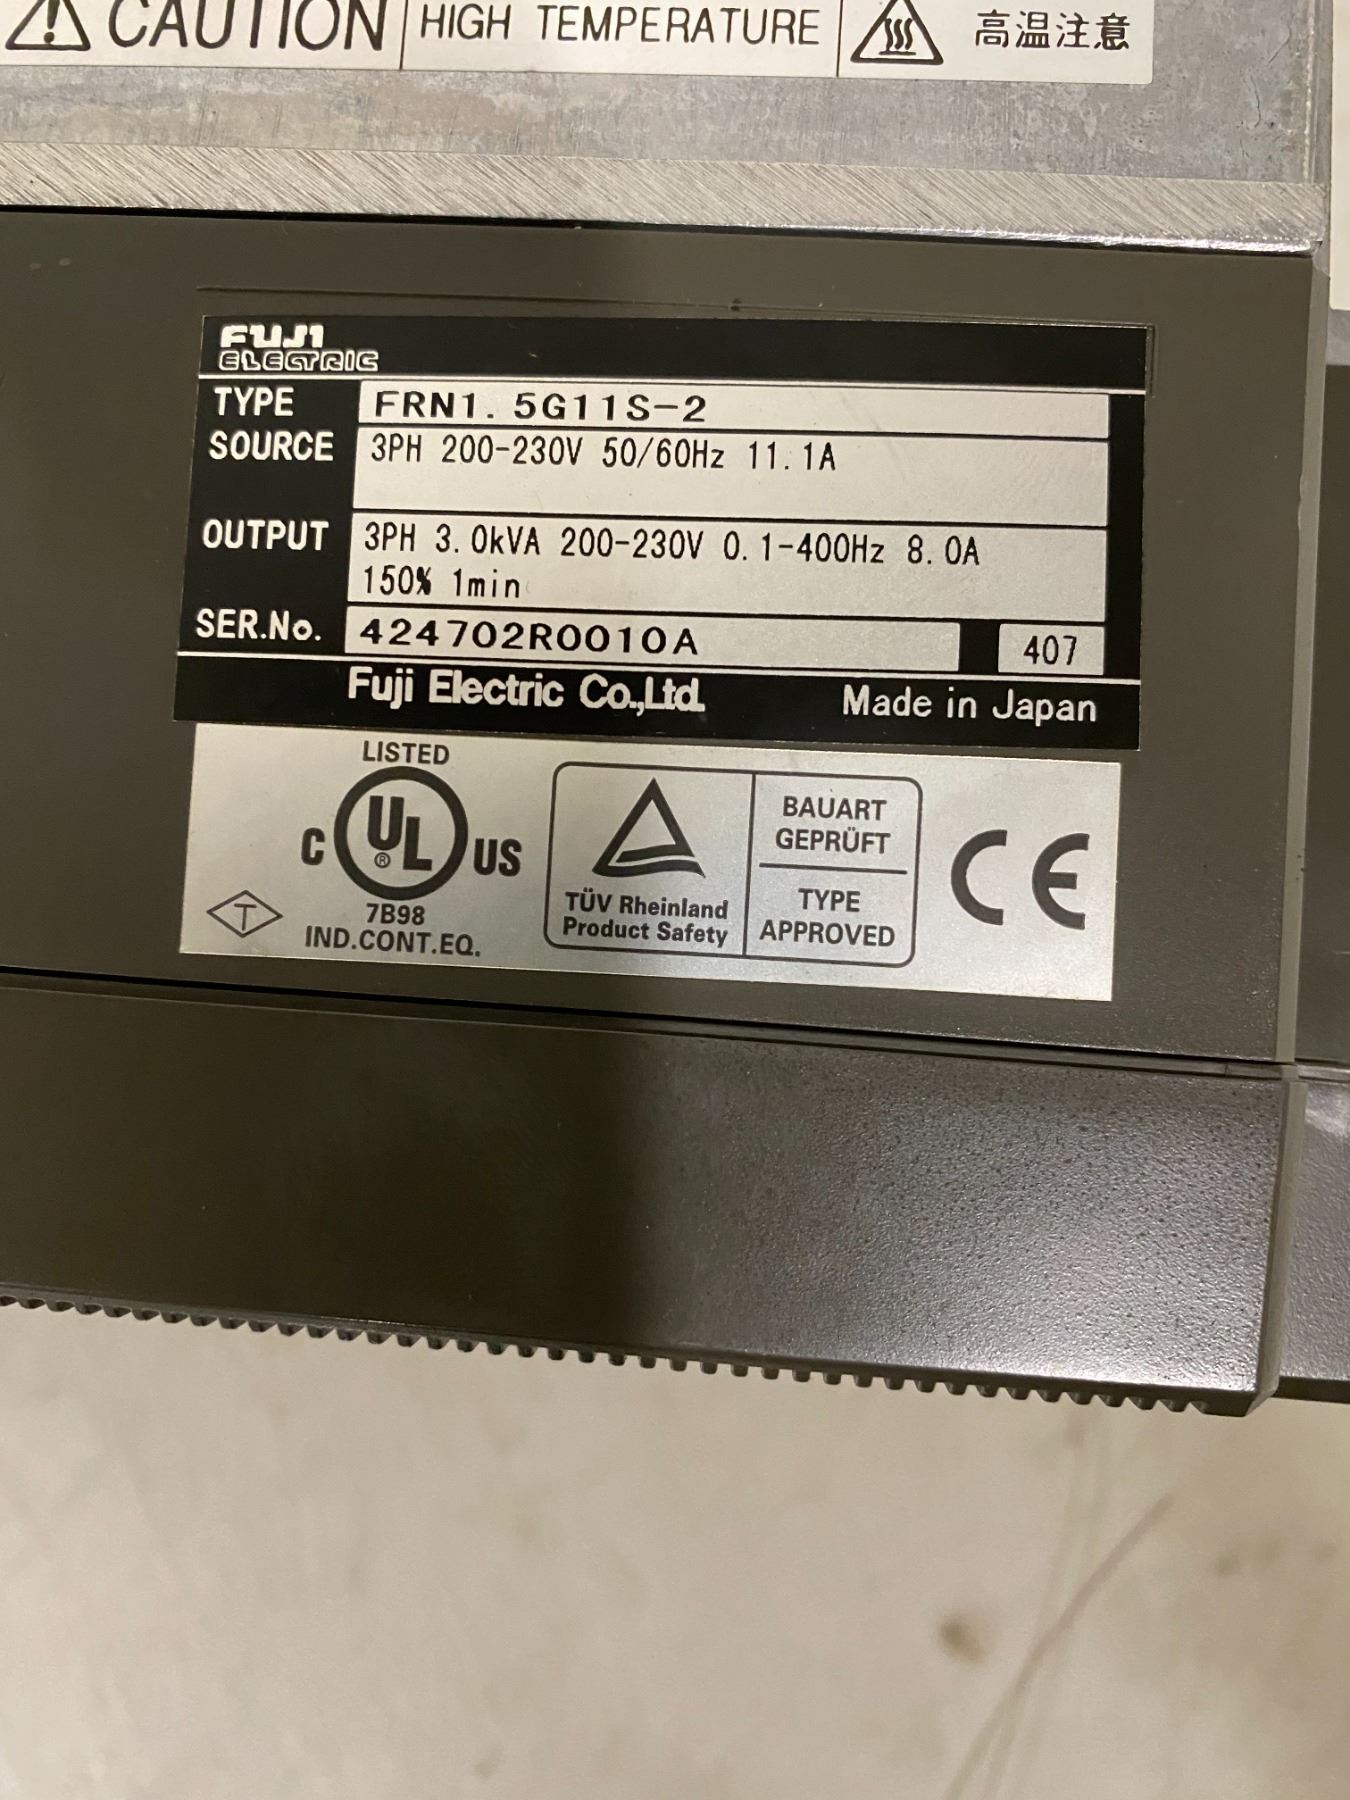 CAUTION HIGH TEMPERATURE 高温注意
FUJI
ELECTRIC
TYPE FRN1.5G11S-2
SOURCE 3PH 200-230V 50/60Hz 11.1A
OUTPUT 3PH 3.0kVA 200-230V 0.1-400Hz 8.0A
150% 1min
SER.No. 424702R0010A 407
Fuji Electric Co.,Ltd. Made in Japan
LISTED
C UL ® US
7B98
IND.CONT.EQ.
T
TÜV Rheinland
Product Safety
BAUART
GEPRÜFT
TYPE
APPROVED
CE